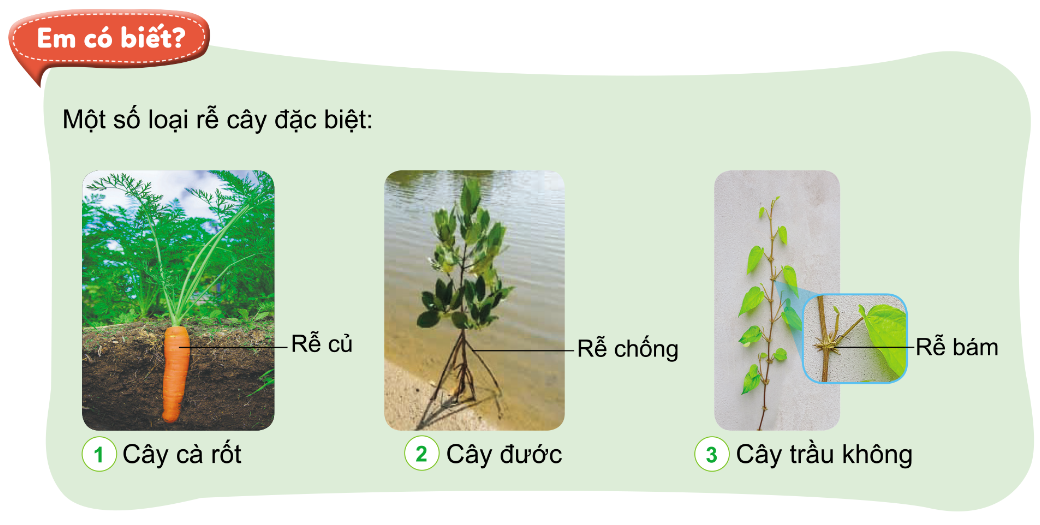 Em có biết?
Một số loại rễ cây đặc biệt:
Rễ củ
Rễ chống
Rễ bám
1 Cây cà rốt
2 Cây đước
3 Cây trầu không